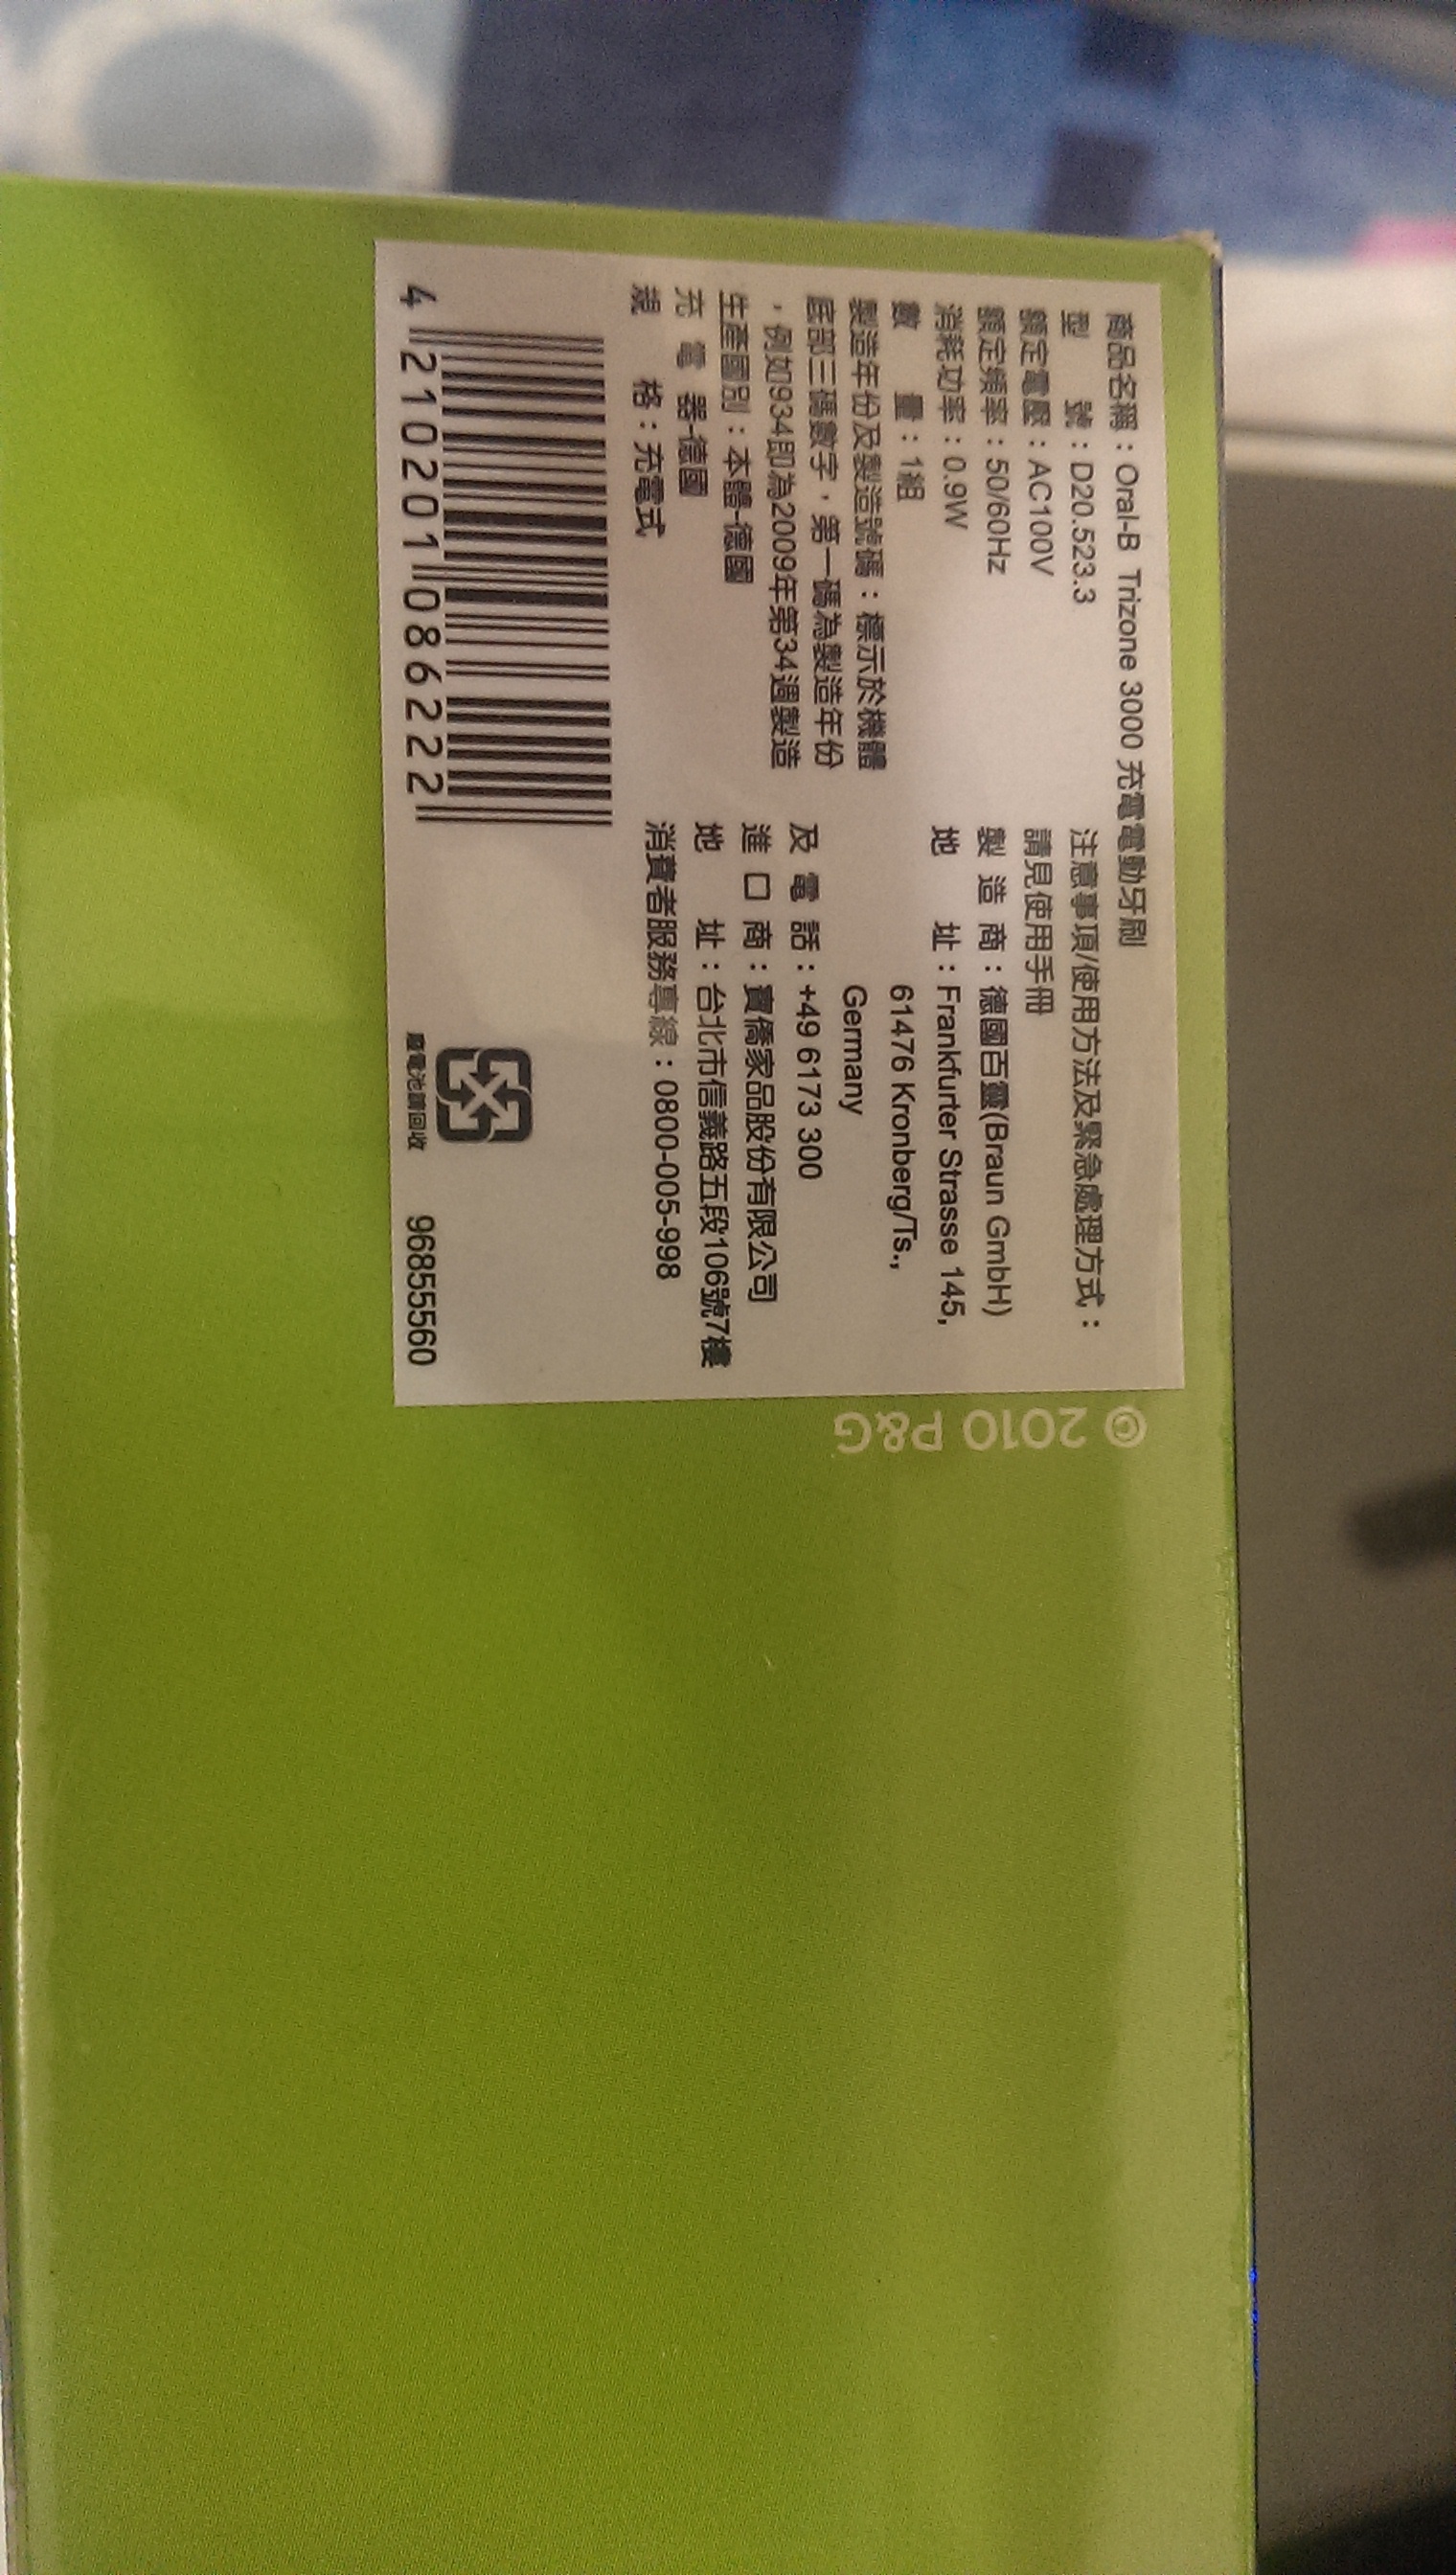 商品名稱：Oral-B Trizone 3000 充電電動牙刷
型號：D20.523.3
額定電壓：AC100V
額定頻率：50/60Hz
消耗功率：0.9W
數量：1組
製造年份及製造號碼：標示於機體
底部三碼數字，第一碼為製造年份
，例如934即為2009年第34週製造
生產國別：本體-德國
充電器-德國
規格：充電式
4 210201 086222
注意事項/使用方法及緊急處理方式：
請見使用手冊
製造商：德國百靈(Braun GmbH)
地址：Frankfurter Strasse 145,
61476 Kronberg/Ts.,
Germany
及電話：+49 6173 300
進口商：寶僑家品股份有限公司
地址：台北市信義路五段106號7樓
消費者服務專線：0800-005-998
廢電池請回收
96855560
© 2010 P&G